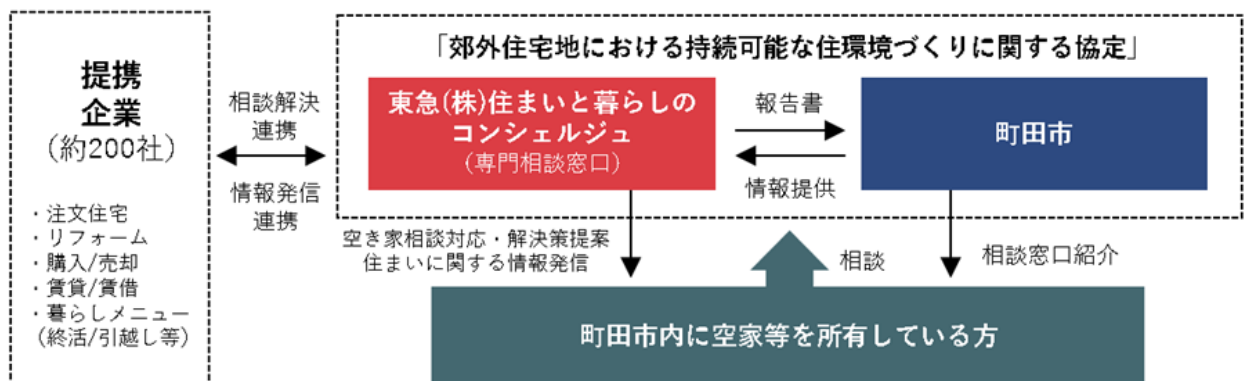 提携
企業
（約200社）
・注文住宅
・リフォーム
・購入/売却
・賃貸/賃借
・暮らしメニュー
（終活/引越し等）
相談解決
連携
情報発信
連携
「郊外住宅地における持続可能な住環境づくりに関する協定」
東急(株)住まいと暮らしの
コンシェルジュ
（専門相談窓口）
報告書
情報提供
町田市
空き家相談対応・解決策提案
住まいに関する情報発信
相談
相談窓口紹介
町田市内に空家等を所有している方